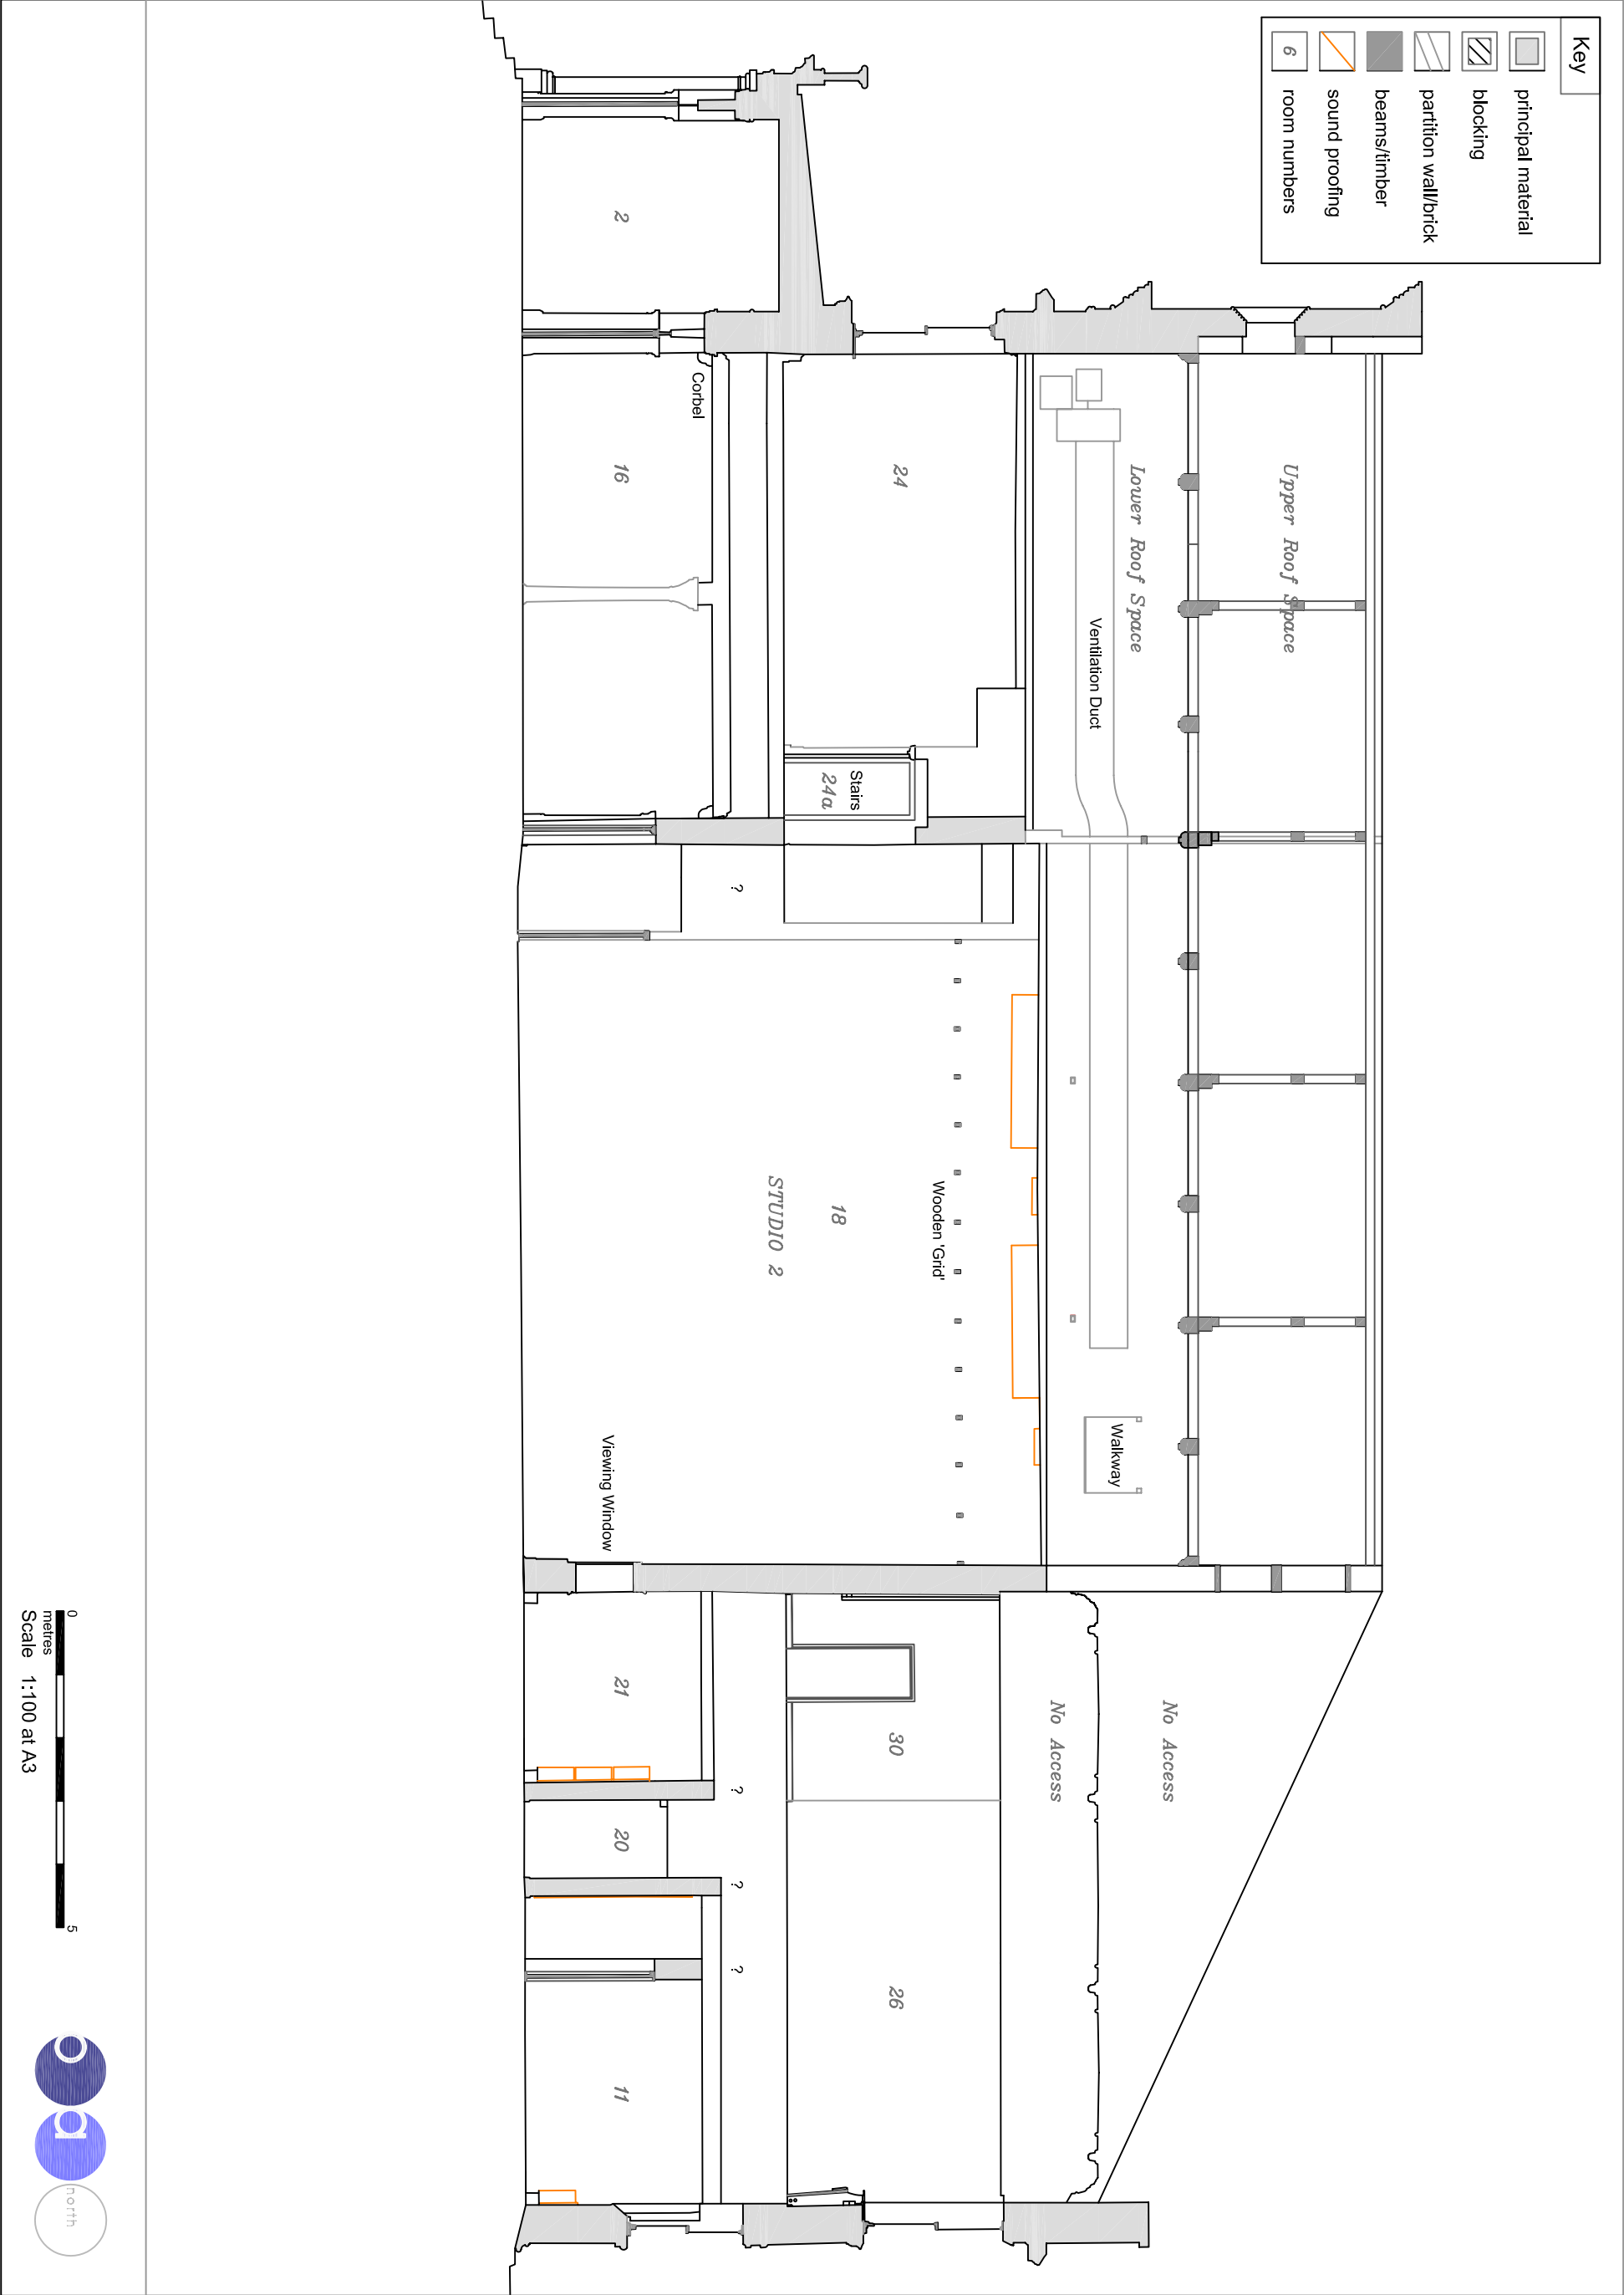 Key
principal material
blocking
partition wall/brick
beams/timber
sound proofing
6
room numbers
Upper Roof Space
Lower Roof Space
Ventilation Duct
Walkway
No Access
No Access
2
Corbel
16
24
Stairs
24a
?
Wooden 'Grid'
18
STUDIO 2
Viewing Window
30
26
21
?
20
?
?
11
0
5
metres
Scale 1:100 at A3
o a north